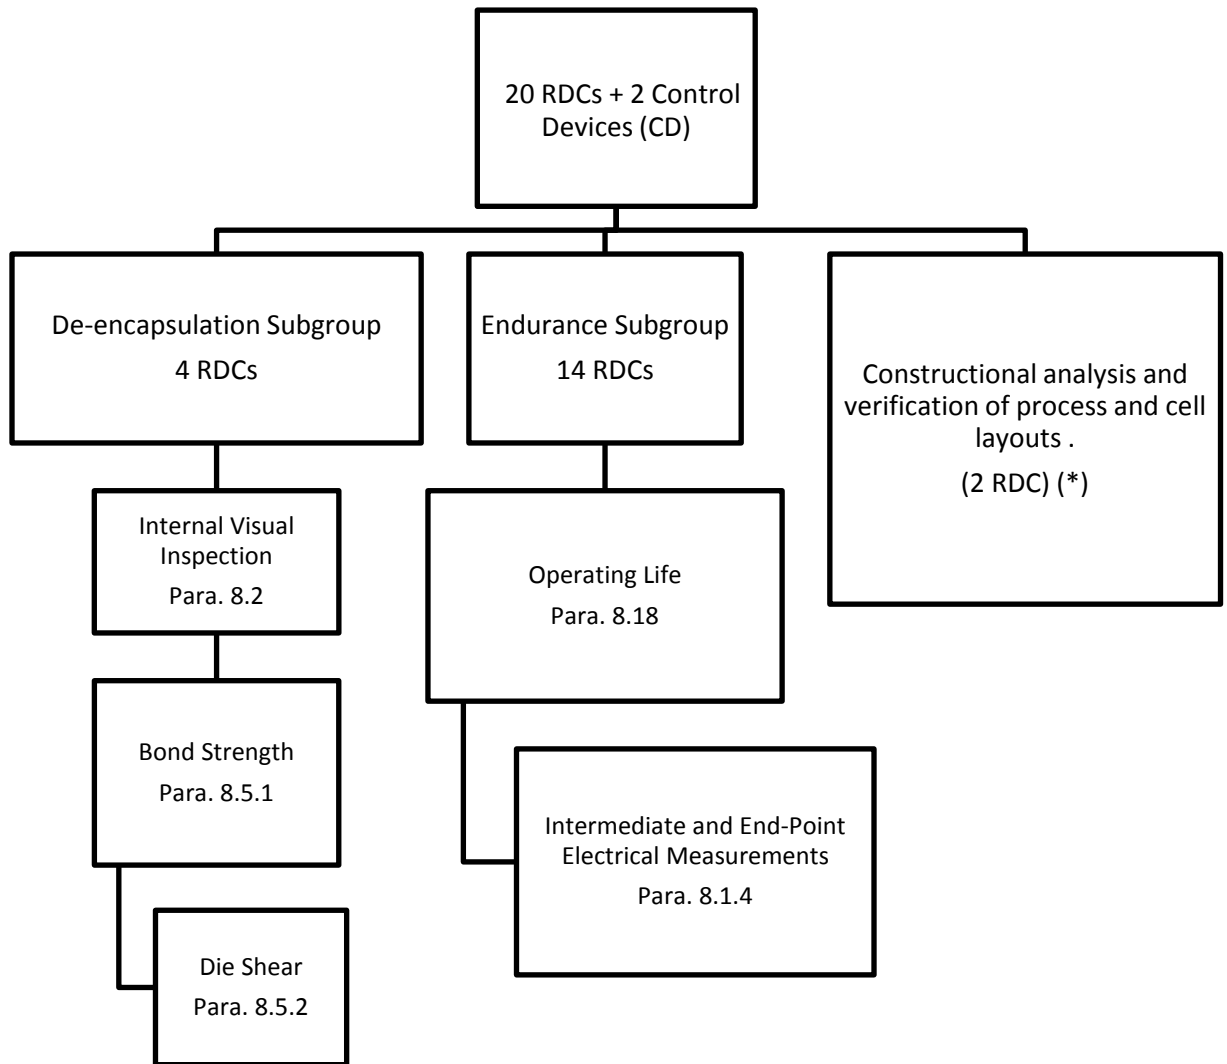 20 RDCs + 2 Control
Devices (CD)
De-encapsulation Subgroup
4 RDCs
Endurance Subgroup
14 RDCs
Constructional analysis and
verification of process and cell
layouts .
(2 RDC) (*)
Internal Visual
Inspection
Para. 8.2
Operating Life
Para. 8.18
Bond Strength
Para. 8.5.1
Intermediate and End-Point
Electrical Measurements
Para. 8.1.4
Die Shear
Para. 8.5.2